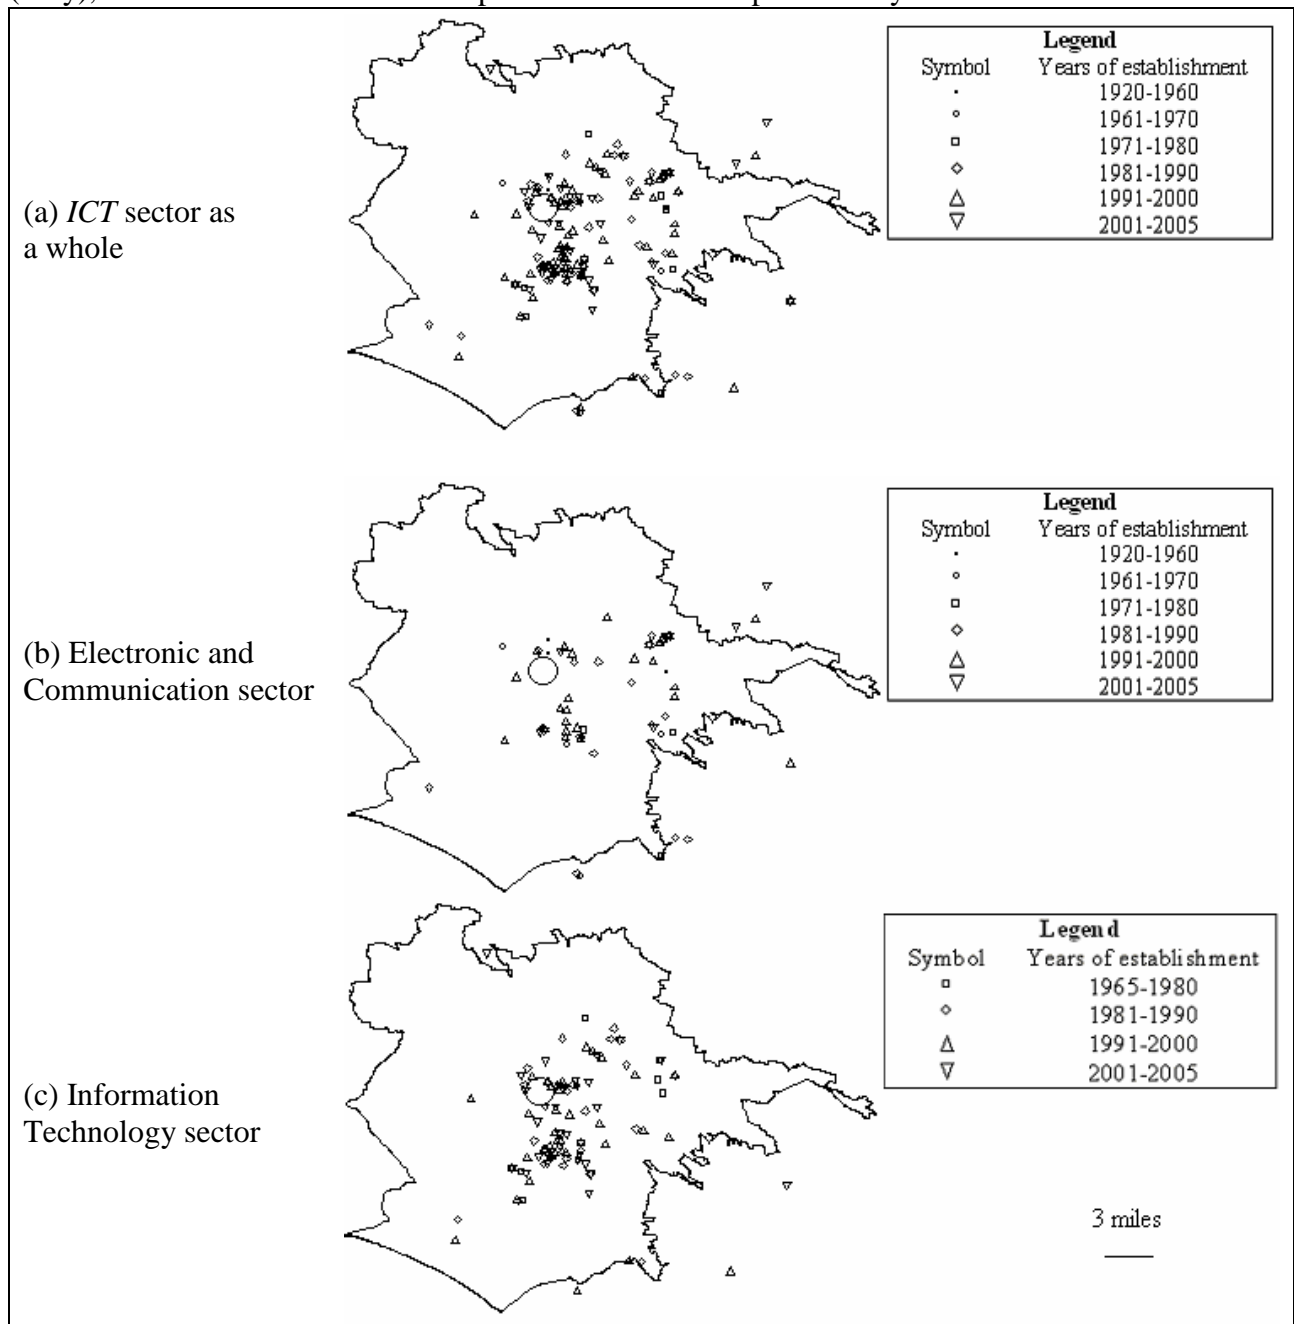 Legend
Symbol Years of establishment
1920-1960
1961-1970
1971-1980
1981-1990
1991-2000
2001-2005
(a) ICT sector as
a whole
Legend
Symbol Years of establishment
1920-1960
1961-1970
1971-1980
1981-1990
1991-2000
2001-2005
(b) Electronic and
Communication sector
Legend
Symbol Years of establishment
1965-1980
1981-1990
1991-2000
2001-2005
(c) Information
Technology sector
3 miles